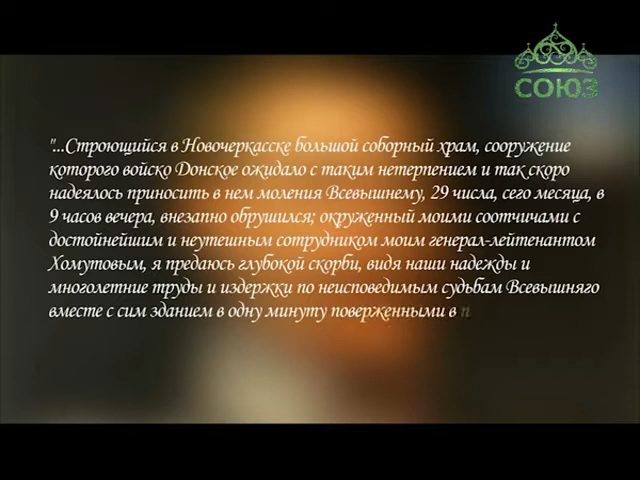 СОЮЗ
"...Строющийся в Новочеркасске большой соборный храм, сооружение
которого войско Донское ожидало с таким нетерпением и так скоро
надеялось приносить в нем моления Всевышнему, 29 числа, сего месяца, в
9 часов вечера, внезапно обрушился; окруженный моими соотчичами с
достойнейшим и неутешным сотрудником моим генерал-лейтенантом
Хомутовым, я предаюсь глубокой скорби, видя наши надежды и
многолетние труды и издержки по неисповедимым судьбам Всевышняго
вместе с сим зданием в одну минуту поверженными в п